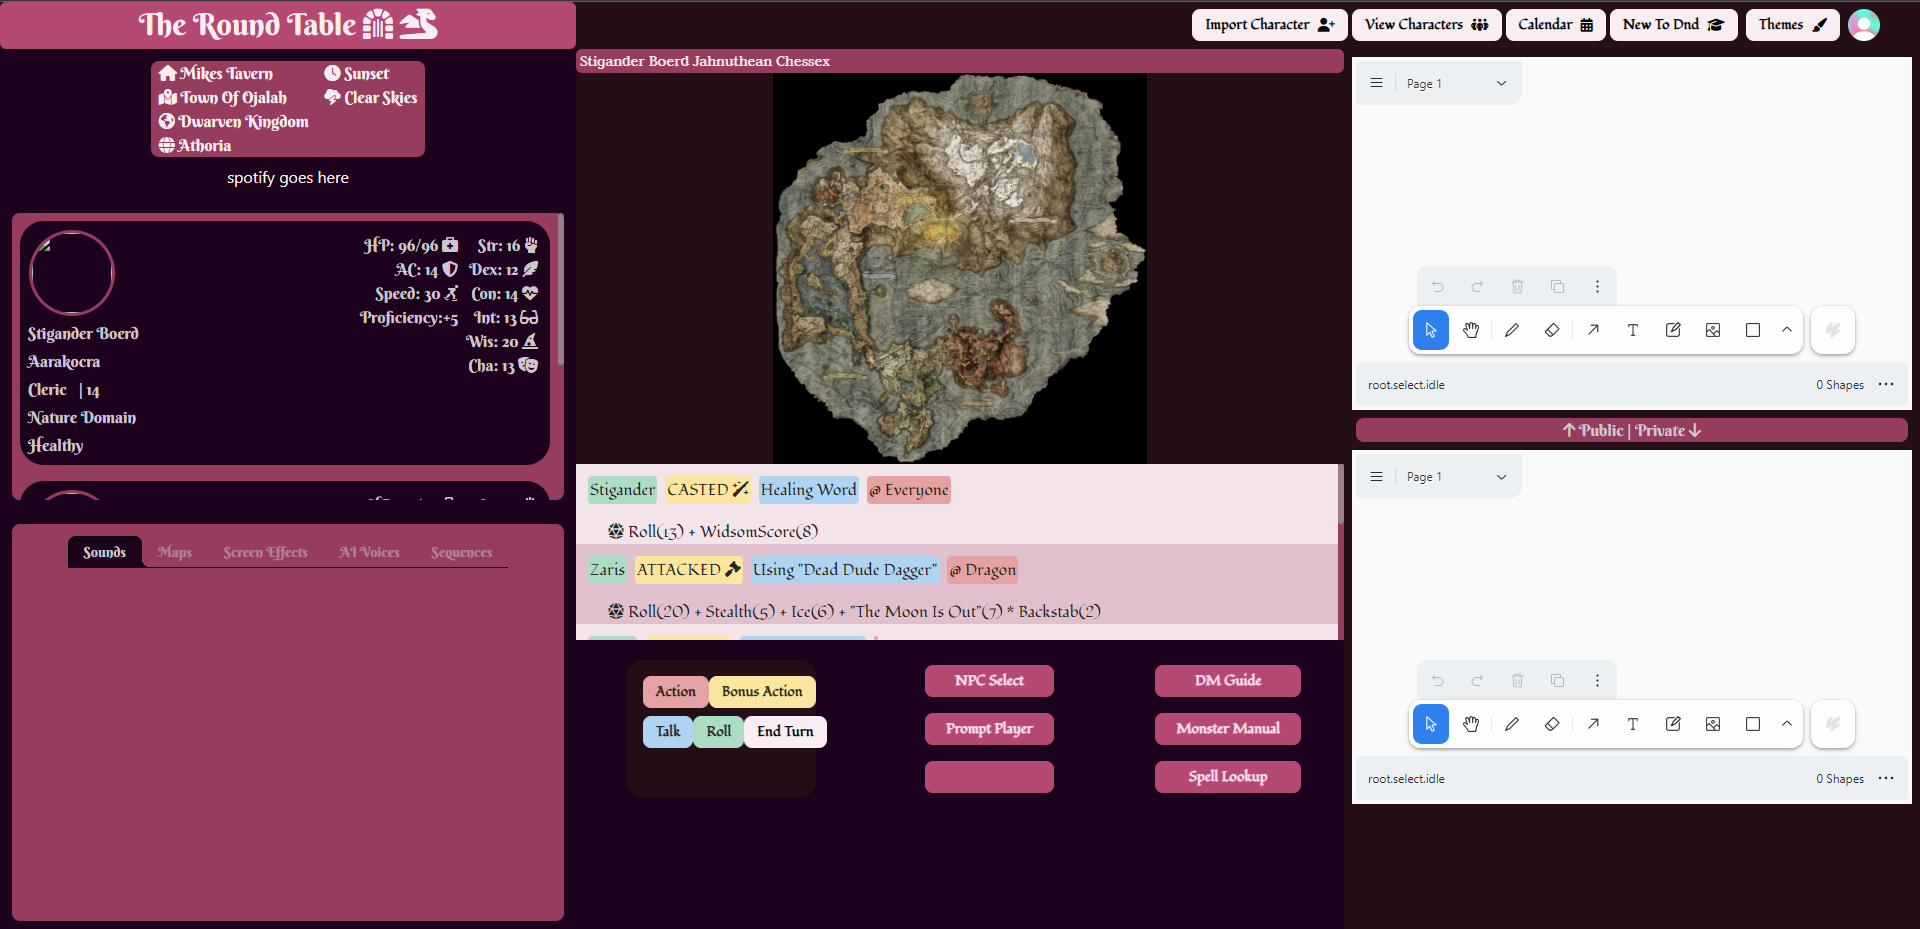 The Round Table
Import Character
View Characters
Calendar
New To Dnd
Themes
Mikes Tavern
Sunset
Town Of Ojalah
Clear Skies
Dwarven Kingdom
Athoria
spotify goes here
HP: 96/96
Str: 16
AC: 14
Dex: 12
Speed: 30
Con: 14
Proficiency:+5
Int: 13
Wis: 20
Cha: 13
Stigander Boerd
Aarakocra
Cleric | 14
Nature Domain
Healthy
Sounds
Maps
Screen Effects
AI Voices
Sequences
Stigander Boerd Jahnuthean Chessex
Stigander CASTED Healing Word @ Everyone
Roll(13) + WidsomScore(8)
Zaris ATTACKED Using "Dead Dude Dagger" @ Dragon
Roll(20) + Stealth(5) + Ice(6) + "The Moon Is Out"(7) * Backstab(2)
Action
Bonus Action
Talk
Roll
End Turn
NPC Select
Prompt Player
DM Guide
Monster Manual
Spell Lookup
Page 1
root.select.idle
0 Shapes
Public | Private
Page 1
root.select.idle
0 Shapes